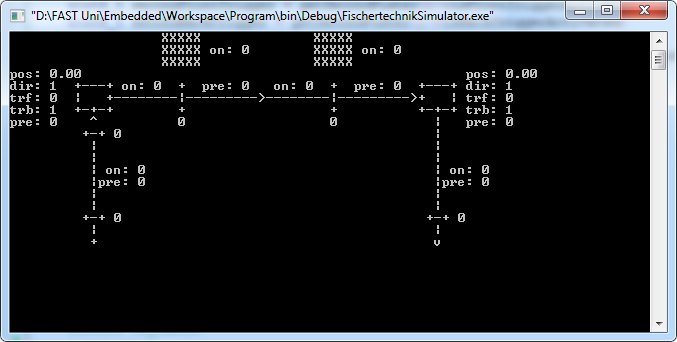 "D:\FAST Uni\Embedded\Workspace\Program\bin\Debug\FischertechnikSimulator.exe"
XXXXX XXXXX
XXXXX on: 0 XXXXX on: 0
XXXXX XXXXX
pos: 0.00 pos: 0.00
dir: 1 +---+ on: 0 + pre: 0 on: 0 + pre: 0 +---+ dir: 1
trf: 0 ¦ +--------¦--------->--------¦--------->+ ¦ trf: 0
trb: 1 +-+-+ + + +-+-+ trb: 1
pre: 0 ^ 0 0 ¦ pre: 0
+-+ 0 ¦
¦ ¦
¦ ¦
¦ on: 0 ¦ on: 0
¦pre: 0 ¦pre: 0
¦ ¦
¦ ¦
+-+ 0 +-+ 0
¦ ¦
+ v